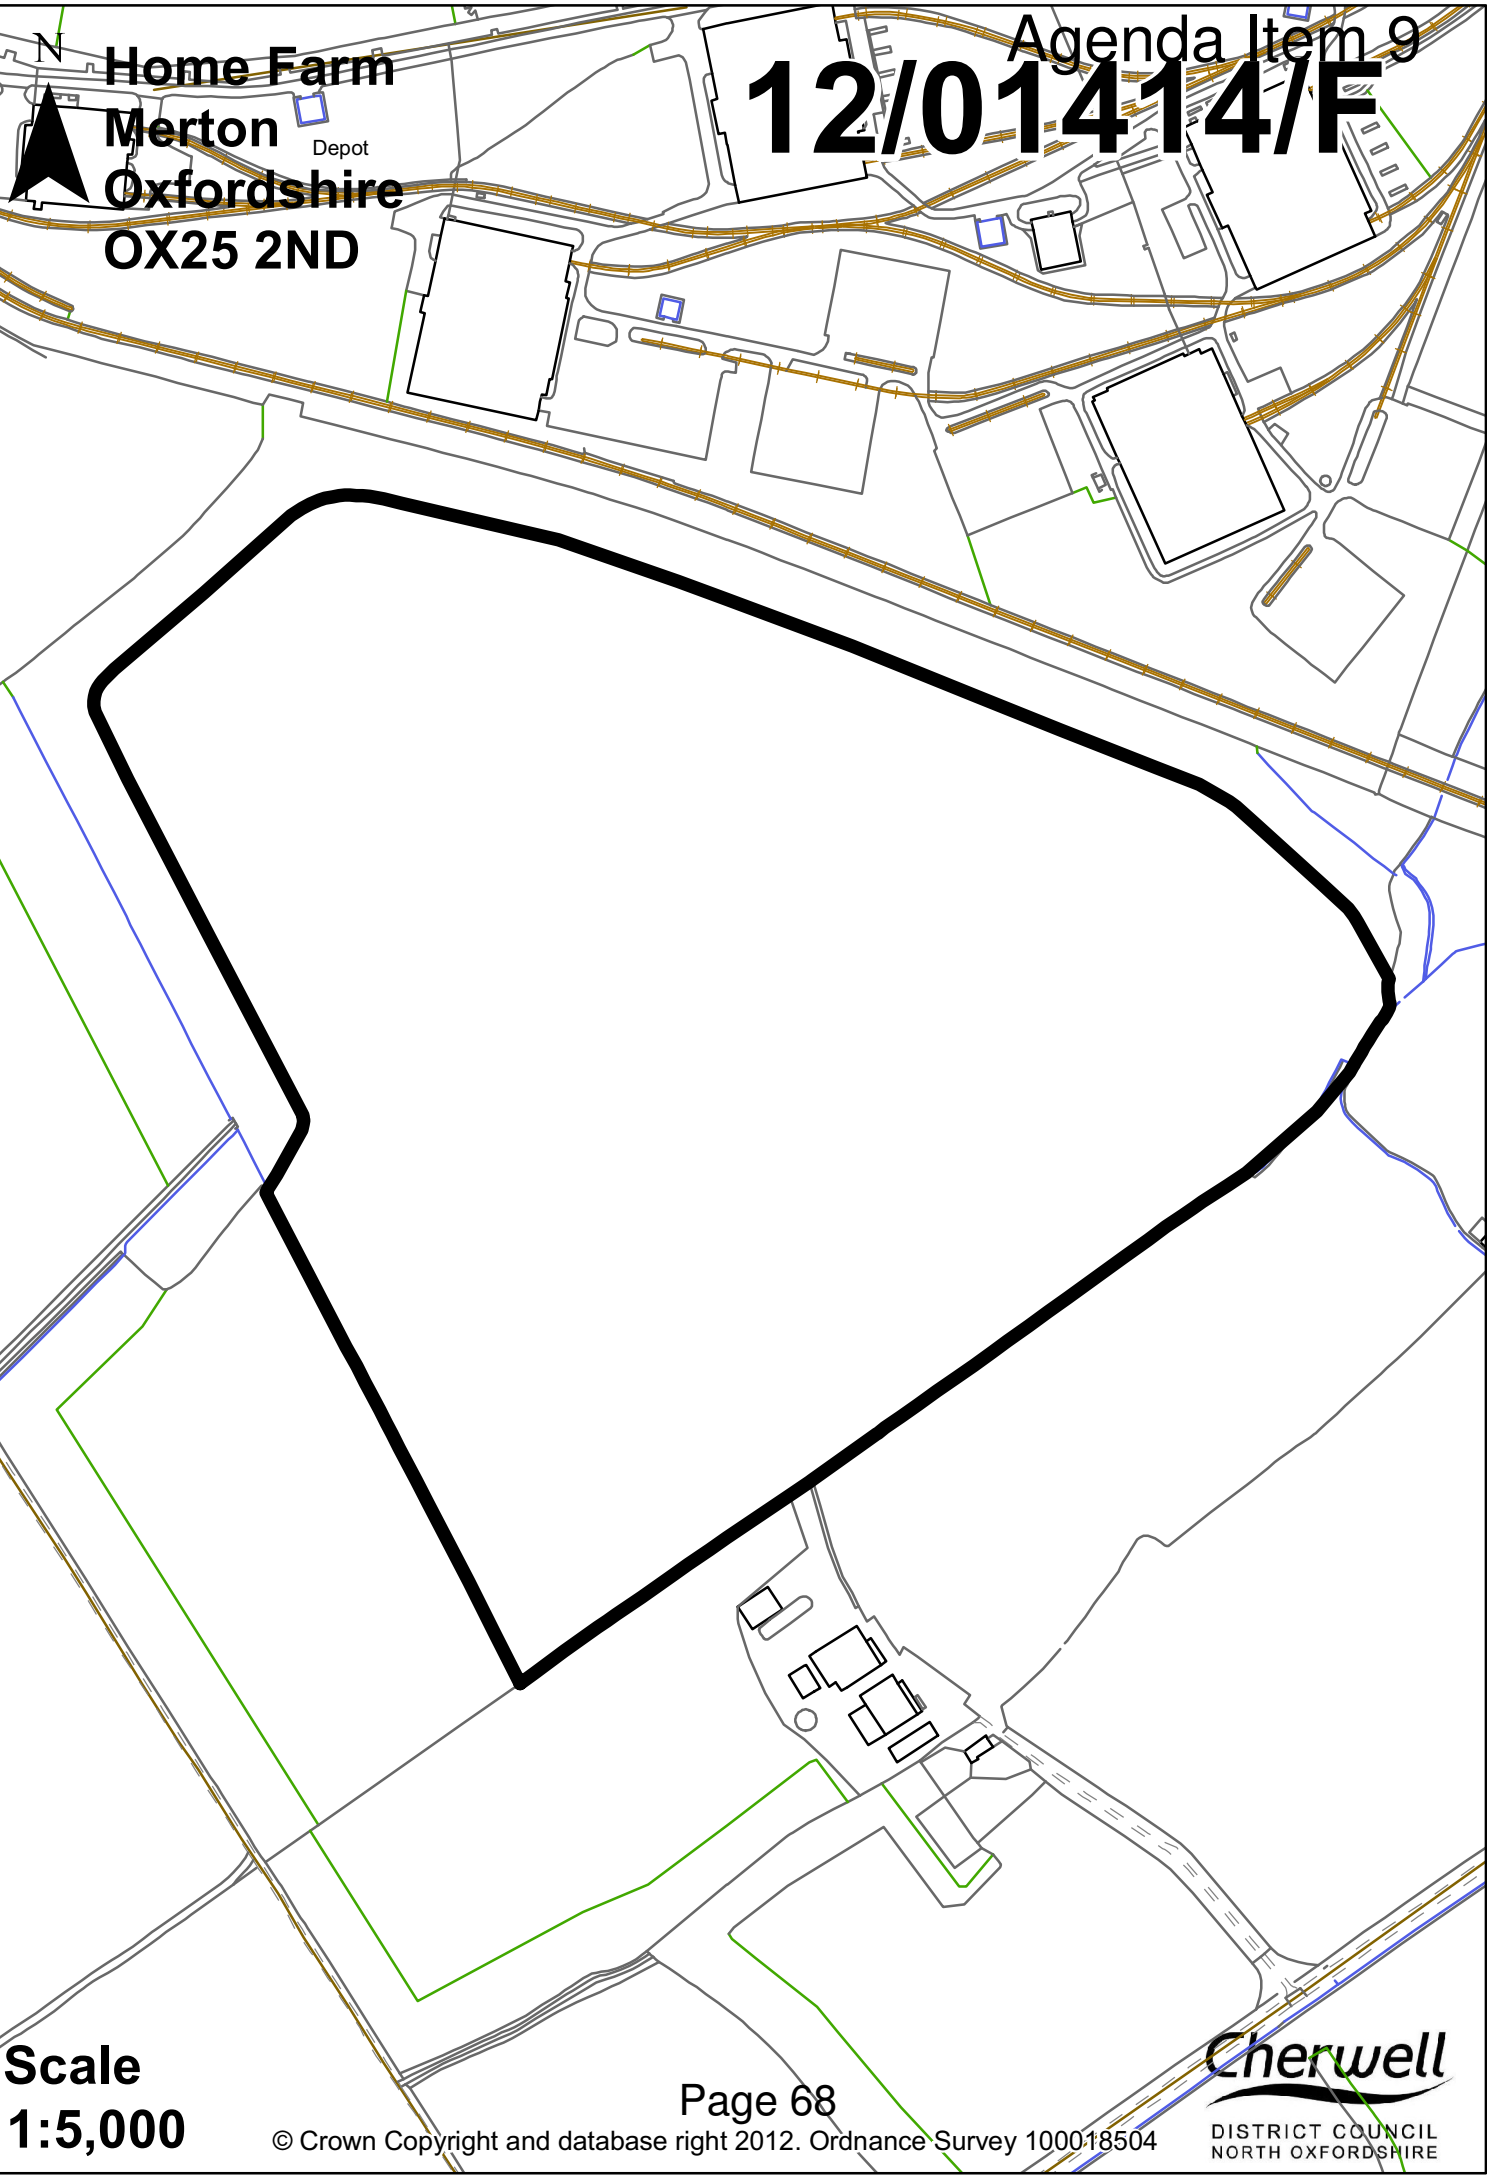 Agenda Item 9
N
Home Farm
Merton
Oxfordshire
OX25 2ND
12/01414/F
Depot
Scale
1:5,000
Page 68
© Crown Copyright and database right 2012. Ordnance Survey 100018504
Cherwell
DISTRICT COUNCIL
NORTH OXFORDSHIRE